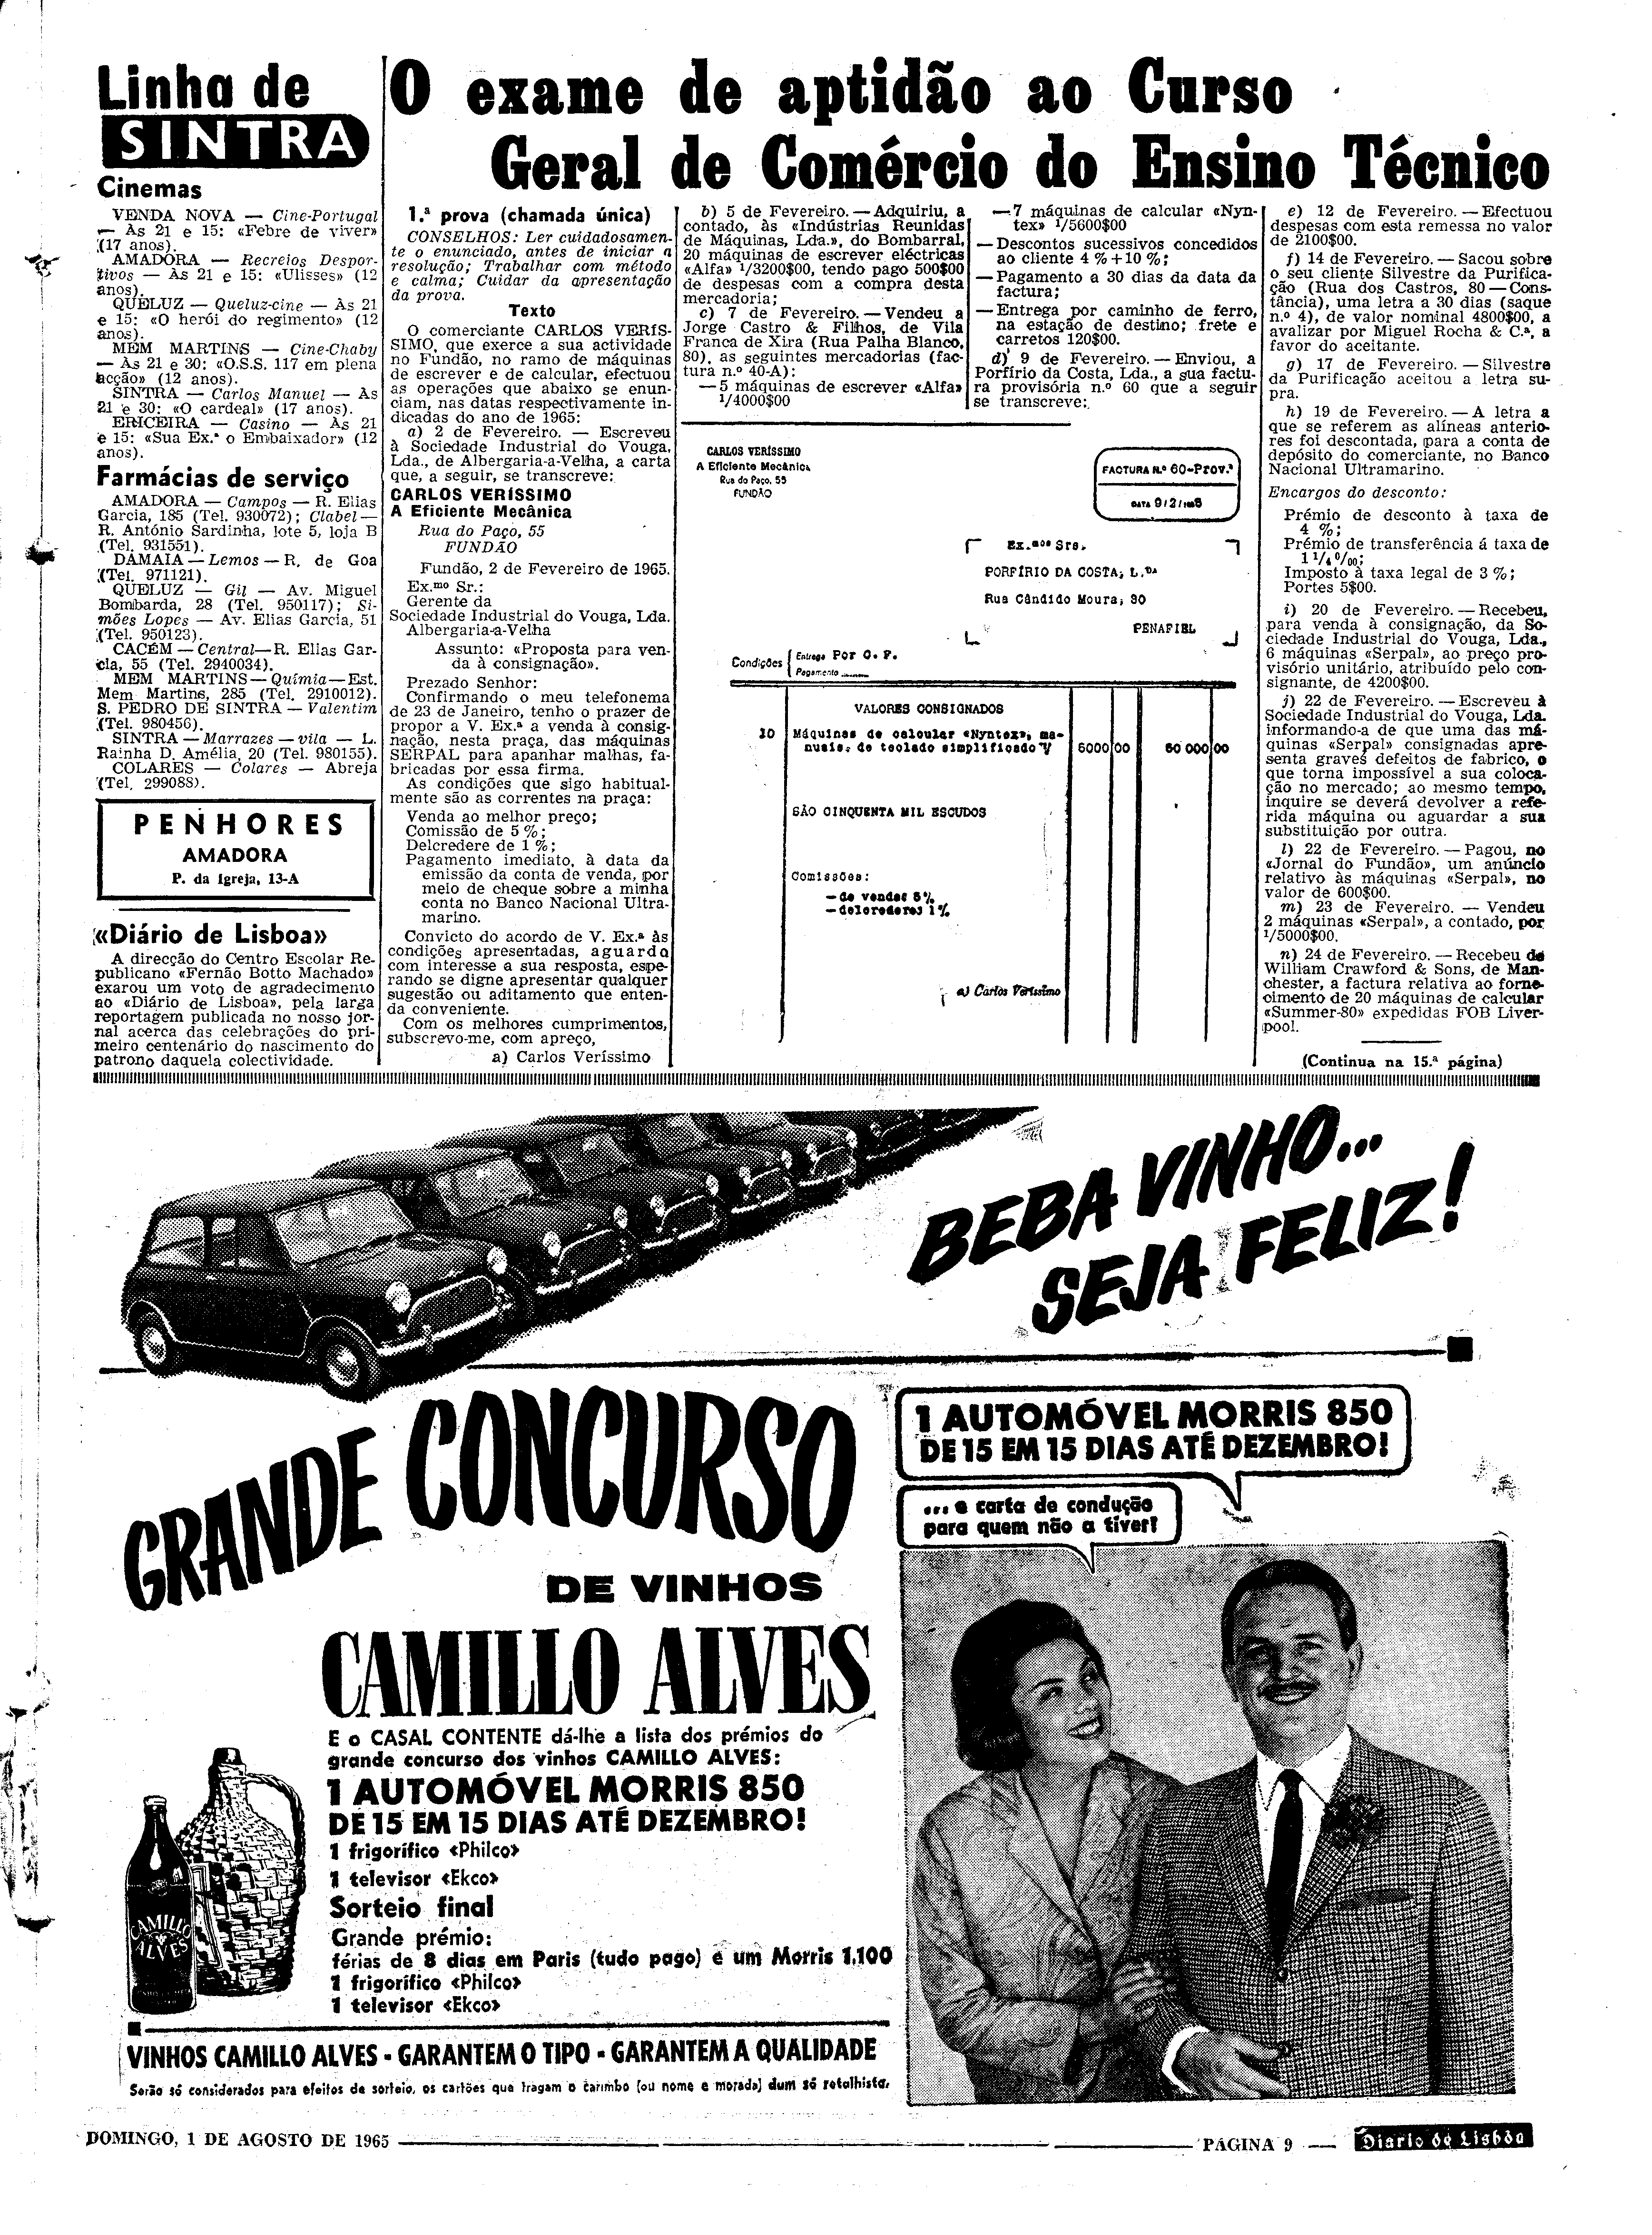 Linha de
SINTRA
Cinemas
VENDA NOVA — Cine-Portugal
— Às 21 e 15: «Febre de viver»
(17 anos).
AMADORA — Recreios Despor-
tivos — Às 21 e 15: «Ulisses» (12
anos).
QUELUZ — Queluz-cine — Às 21
e 15: «O herói do regimento» (12
anos).
MEM MARTINS — Cine-Chaby
— Às 21 e 30: «O.S.S. 117 em plena
acção» (12 anos).
SINTRA — Carlos Manuel — Às
21 e 30: «O cardeal» (17 anos).
ERICEIRA — Casino — Às 21
e 15: «Sua Ex.ª o Embaixador» (12
anos).
Farmácias de serviço
AMADORA — Campos — R. Elias
Garcia, 185 (Tel. 930072); Clabel —
R. António Sardinha, lote 5, loja B
(Tel. 931551).
DAMAIA — Lemos — R. de Goa
(Tel. 971121).
QUELUZ — Gil — Av. Miguel
Bombarda, 28 (Tel. 950117); Si-
mões Lopes — Av. Elias Garcia, 51
(Tel. 950123).
CACÉM — Central — R. Elias Gar-
cia, 55 (Tel. 2940034).
MEM MARTINS — Química — Est.
Mem Martins, 285 (Tel. 2910012).
S. PEDRO DE SINTRA — Valentim
(Tel. 980456).
SINTRA — Marrazes — vila — L.
Rainha D. Amélia, 20 (Tel. 980155).
COLARES — Colares — Abreja
(Tel. 299088).
PENHORES
AMADORA
P. da Igreja, 13-A
«Diário de Lisboa»
A direcção do Centro Escolar Re-
publicano «Fernão Botto Machado»
exarou um voto de agradecimento
ao «Diário de Lisboa», pela larga
reportagem publicada no nosso jor-
nal acerca das celebrações do pri-
meiro centenário do nascimento do
patrono daquela colectividade.
O exame de aptidão ao Curso
Geral de Comércio do Ensino Técnico
1.ª prova (chamada única)
CONSELHOS: Ler cuidadosamen-
te o enunciado, antes de iniciar a
resolução; Trabalhar com método
e calma; Cuidar da apresentação
da prova.
Texto
O comerciante CARLOS VERÍS-
SIMO, que exerce a sua actividade
no Fundão, no ramo de máquinas
de escrever e de calcular, efectuou
as operações que abaixo se enun-
ciam, nas datas respectivamente in-
dicadas do ano de 1965:
a) 2 de Fevereiro. — Escreveu
à Sociedade Industrial do Vouga,
Lda., de Albergaria-a-Velha, a carta
que, a seguir, se transcreve:
CARLOS VERÍSSIMO
A Eficiente Mecânica
Rua do Paço, 55
FUNDÃO
Fundão, 2 de Fevereiro de 1965.
Ex.mo Sr.:
Gerente da
Sociedade Industrial do Vouga, Lda.
Albergaria-a-Velha
Assunto: «Proposta para ven-
da à consignação».
Prezado Senhor:
Confirmando o meu telefonema
de 23 de Janeiro, tenho o prazer de
propor a V. Ex.ª a venda à consig-
nação, nesta praça, das máquinas
SERPAL para apanhar malhas, fa-
bricadas por essa firma.
As condições que sigo habitual-
mente são as correntes na praça:
Venda ao melhor preço;
Comissão de 5 %;
Delcredere de 1 %;
Pagamento imediato, à data da
emissão da conta de venda, por
meio de cheque sobre a minha
conta no Banco Nacional Ultra-
marino.
Convicto do acordo de V. Ex.ª às
condições apresentadas, aguardo
com interesse a sua resposta, espe-
rando se digne apresentar qualquer
sugestão ou aditamento que enten-
da conveniente.
Com os melhores cumprimentos,
subscrevo-me, com apreço,
a) Carlos Veríssimo
b) 5 de Fevereiro. — Adquiriu, a
contado, às «Indústrias Reunidas
de Máquinas, Lda.», do Bombarral,
20 máquinas de escrever eléctricas
«Alfa» 1/3200$00, tendo pago 500$00
de despesas com a compra desta
mercadoria;
c) 7 de Fevereiro. — Vendeu a
Jorge Castro & Filhos, de Vila
Franca de Xira (Rua Palha Blanco,
80), as seguintes mercadorias (fac-
tura n.º 40-A):
— 5 máquinas de escrever «Alfa»
1/4000$00
— 7 máquinas de calcular «Nyn-
tex» 1/5600$00
— Descontos sucessivos concedidos
ao cliente 4 % + 10 %;
— Pagamento a 30 dias da data da
factura;
— Entrega por caminho de ferro,
na estação de destino; frete e
carretos 120$00.
d) 9 de Fevereiro. — Enviou, a
Porfírio da Costa, Lda., a sua factu-
ra provisória n.º 60 que a seguir
se transcreve:
CARLOS VERÍSSIMO
A Eficiente Mecânica
Rua do Paço, 55
FUNDÃO
FACTURA N.º 60-Prov.ª
DATA 9/2/1965
Ex.mos Srs.
PORFÍRIO DA COSTA, L.DA
Rua Cândido Moura, 80
PENAFIEL
Condições
Entrega Por C. F.
Pagamento
VALORES CONSIGNADOS
10 Máquinas de calcular «Nyntex», ma-
nuais, de teclado simplificado 5000 00 50 000 00
SÃO CINQUENTA MIL ESCUDOS
Comissões:
— de vendas 5%
— delcrederes 1%
a) Carlos Veríssimo
e) 12 de Fevereiro. — Efectuou
despesas com esta remessa no valor
de 2100$00.
f) 14 de Fevereiro. — Sacou sobre
o seu cliente Silvestre da Purifica-
ção (Rua dos Castros, 80 — Cons-
tância), uma letra a 30 dias (saque
n.º 4), de valor nominal 4800$00, a
avalizar por Miguel Rocha & C.ª, a
favor do aceitante.
g) 17 de Fevereiro. — Silvestre
da Purificação aceitou a letra su-
pra.
h) 19 de Fevereiro. — A letra a
que se referem as alíneas anterio-
res foi descontada, para a conta de
depósito do comerciante, no Banco
Nacional Ultramarino.
Encargos do desconto:
Prémio de desconto à taxa de
4 %;
Prémio de transferência á taxa de
1 1/4 º/oo;
Imposto à taxa legal de 3 %;
Portes 5$00.
i) 20 de Fevereiro. — Recebeu,
para venda à consignação, da So-
ciedade Industrial do Vouga, Lda.,
6 máquinas «Serpal», ao preço pro-
visório unitário, atribuído pelo con-
signante, de 4200$00.
j) 22 de Fevereiro. — Escreveu à
Sociedade Industrial do Vouga, Lda.
informando-a de que uma das má-
quinas «Serpal» consignadas apre-
senta graves defeitos de fabrico, o
que torna impossível a sua coloca-
ção no mercado; ao mesmo tempo,
inquire se deverá devolver a refe-
rida máquina ou aguardar a sua
substituição por outra.
l) 22 de Fevereiro. — Pagou, no
«Jornal do Fundão», um anúncio
relativo às máquinas «Serpal», no
valor de 600$00.
m) 23 de Fevereiro. — Vendeu
2 máquinas «Serpal», a contado, por
1/5000$00.
n) 24 de Fevereiro. — Recebeu de
William Crawford & Sons, de Man-
chester, a factura relativa ao forne-
cimento de 20 máquinas de calcular
«Summer-80» expedidas FOB Liver-
pool.
(Continua na 15.ª página)
BEBA VINHO...
SEJA FELIZ!
GRANDE CONCURSO
DE VINHOS
CAMILLO ALVES
1 AUTOMÓVEL MORRIS 850
DE 15 EM 15 DIAS ATÉ DEZEMBRO!
... e carta de condução
para quem não a tiver!
E o CASAL CONTENTE dá-lhe a lista dos prémios do
grande concurso dos vinhos CAMILLO ALVES:
1 AUTOMÓVEL MORRIS 850
DE 15 EM 15 DIAS ATÉ DEZEMBRO!
1 frigorífico «Philco»
1 televisor «Ekco»
Sorteio final
Grande prémio:
férias de 8 dias em Paris (tudo pago) e um Morris 1.100
1 frigorífico «Philco»
1 televisor «Ekco»
CAMILLO
ALVES
VINHOS CAMILLO ALVES - GARANTEM O TIPO - GARANTEM A QUALIDADE
Serão só considerados para efeitos de sorteio, os cartões que tragam o carimbo (ou nome e morada) dum só retalhista.
DOMINGO, 1 DE AGOSTO DE 1965
PÁGINA 9
Diario de Lisbôa